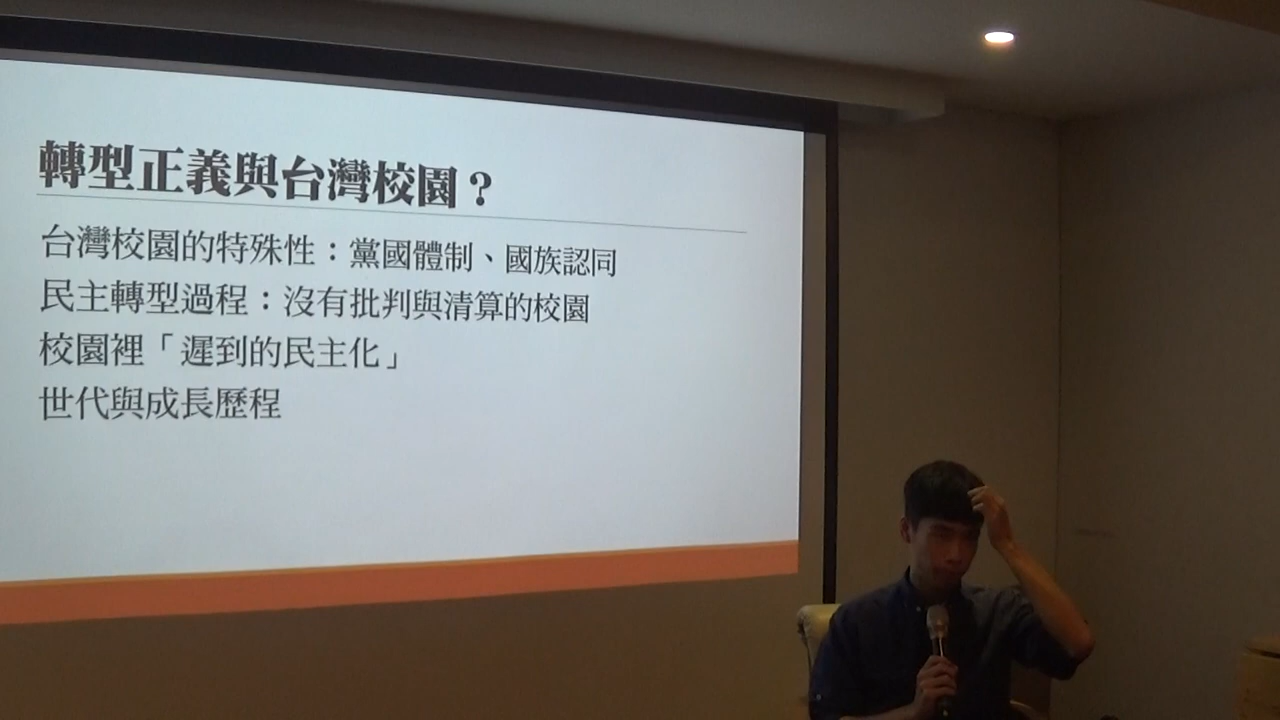 轉型正義與台灣校園？
台灣校園的特殊性：黨國體制、國族認同
民主轉型過程：沒有批判與清算的校園
校園裡「遲到的民主化」
世代與成長歷程